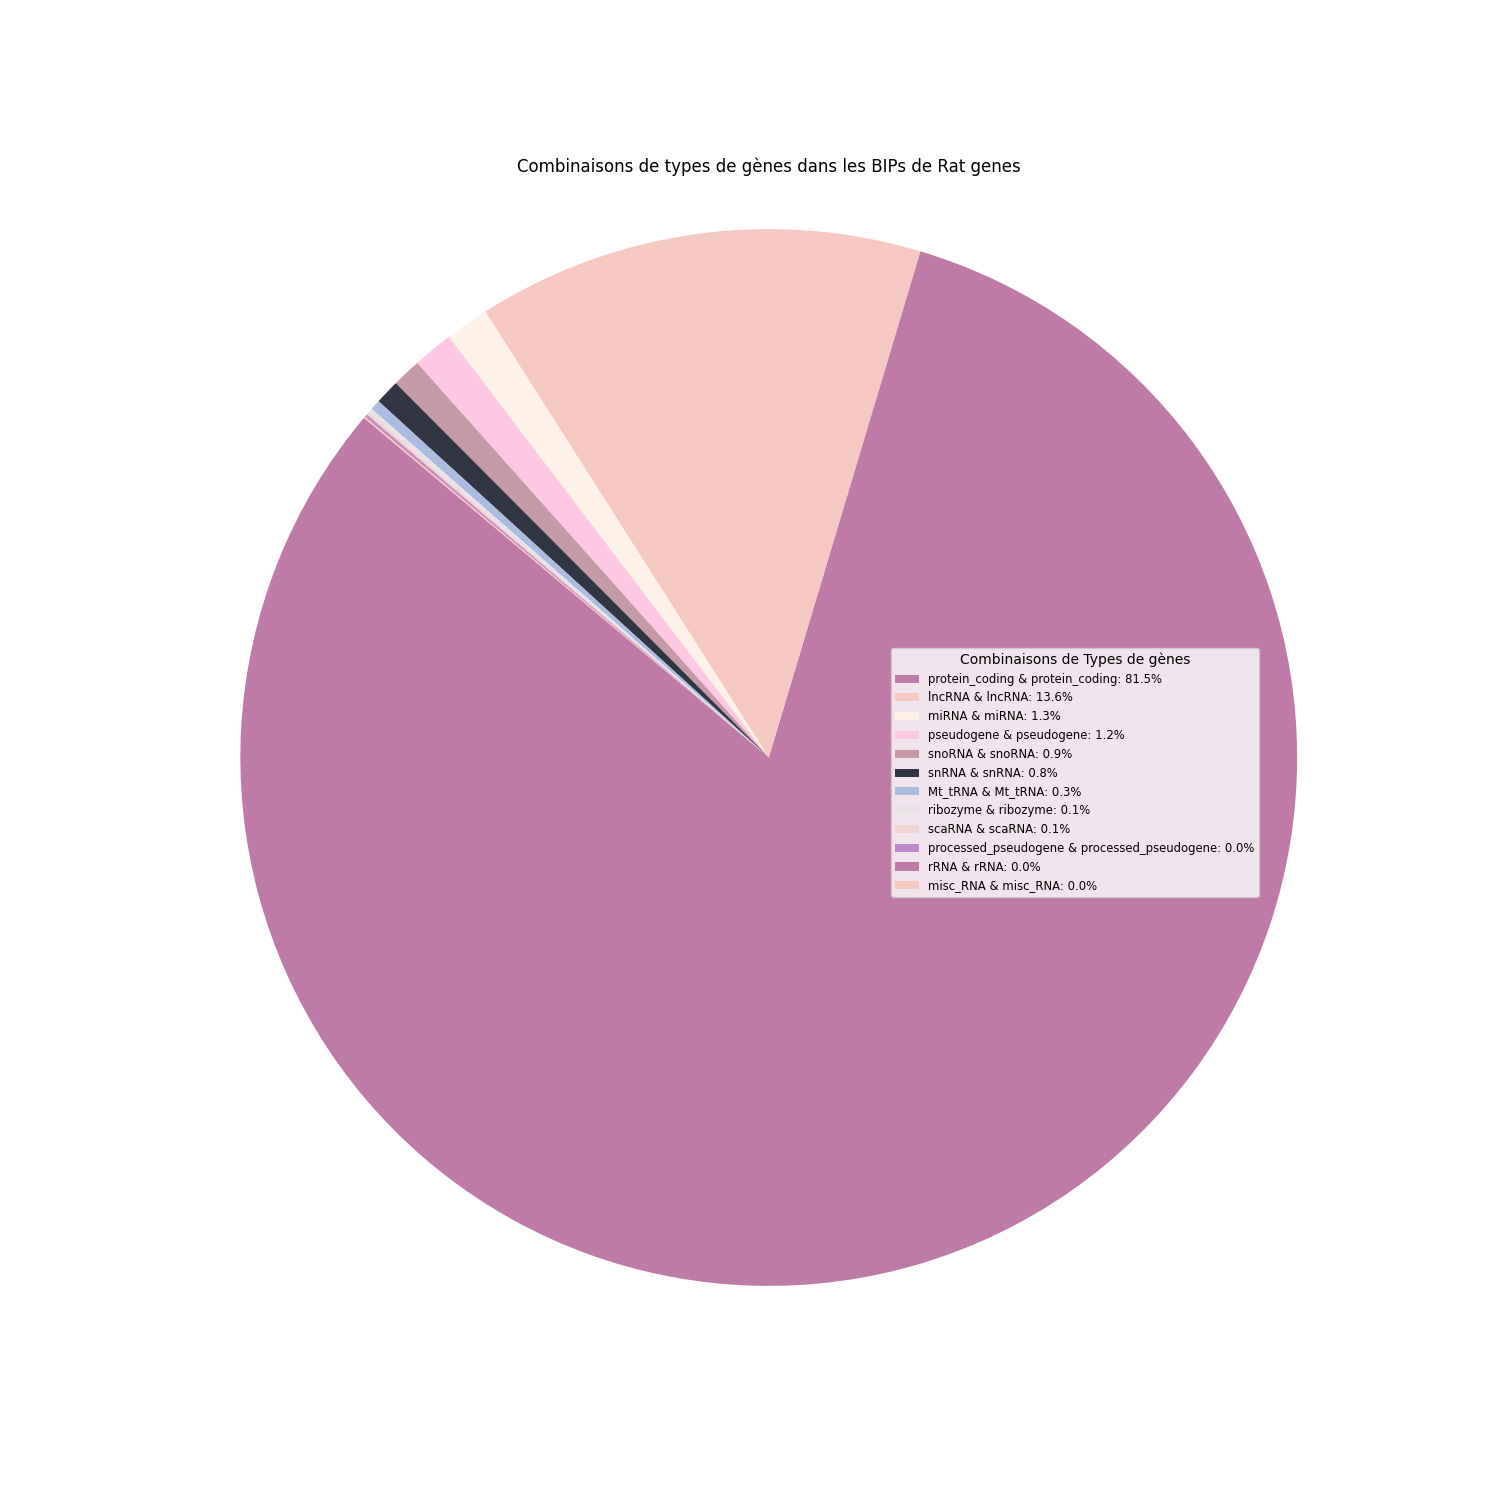 Combinaisons de types de gènes dans les BIPs de Rat genes
Combinaisons de Types de gènes
protein_coding & protein_coding: 81.5%
lncRNA & lncRNA: 13.6%
miRNA & miRNA: 1.3%
pseudogene & pseudogene: 1.2%
snoRNA & snoRNA: 0.9%
snRNA & snRNA: 0.8%
Mt_tRNA & Mt_tRNA: 0.3%
ribozyme & ribozyme: 0.1%
scaRNA & scaRNA: 0.1%
processed_pseudogene & processed_pseudogene: 0.0%
rRNA & rRNA: 0.0%
misc_RNA & misc_RNA: 0.0%